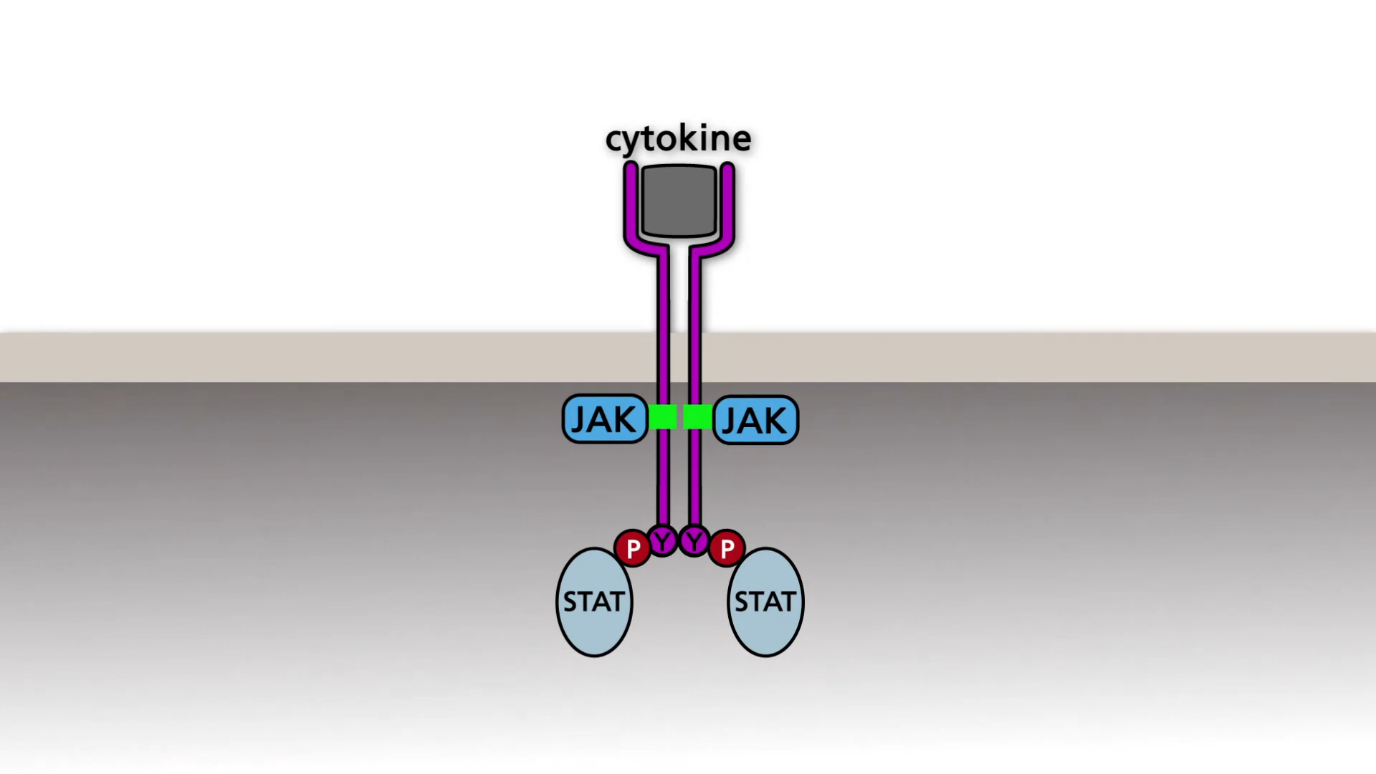 cytokine
JAK JAK
P Y Y P
STAT STAT